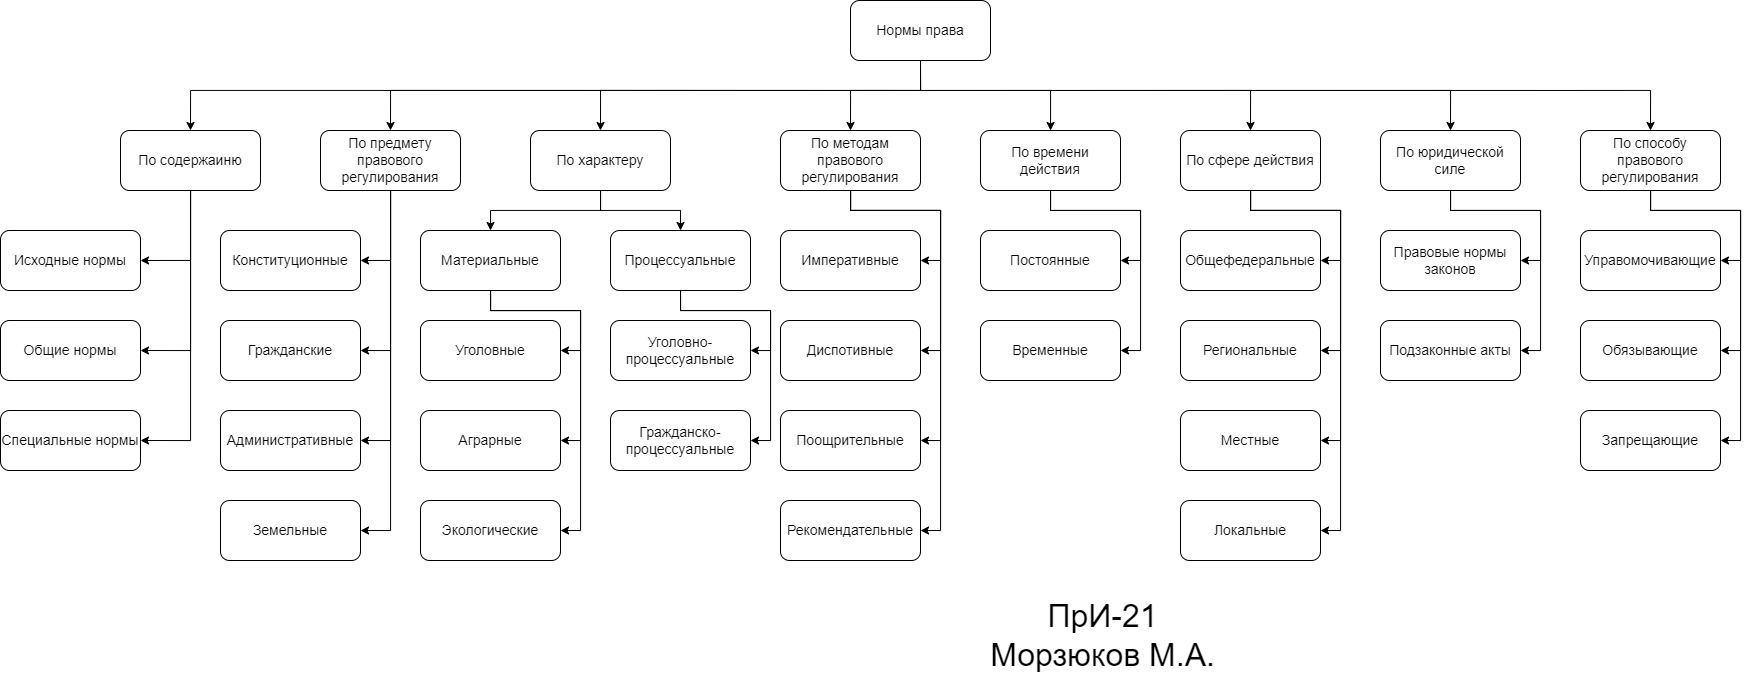 Нормы права
По содержаиню
По предмету
правового
регулирования
По характеру
По методам
правового
регулирования
По времени
действия
По сфере действия
По юридической
силе
По способу
правового
регулирования
Исходные нормы
Конституционные
Материальные
Процессуальные
Императивные
Постоянные
Общефедеральные
Правовые нормы
законов
Управомочивающие
Общие нормы
Гражданские
Уголовные
Уголовно-
процессуальные
Диспотивные
Временные
Региональные
Подзаконные акты
Обязывающие
Специальные нормы
Административные
Аграрные
Гражданско-
процессуальные
Поощрительные
Местные
Запрещающие
Земельные
Экологические
Рекомендательные
Локальные
ПрИ-21
Морзюков М.А.